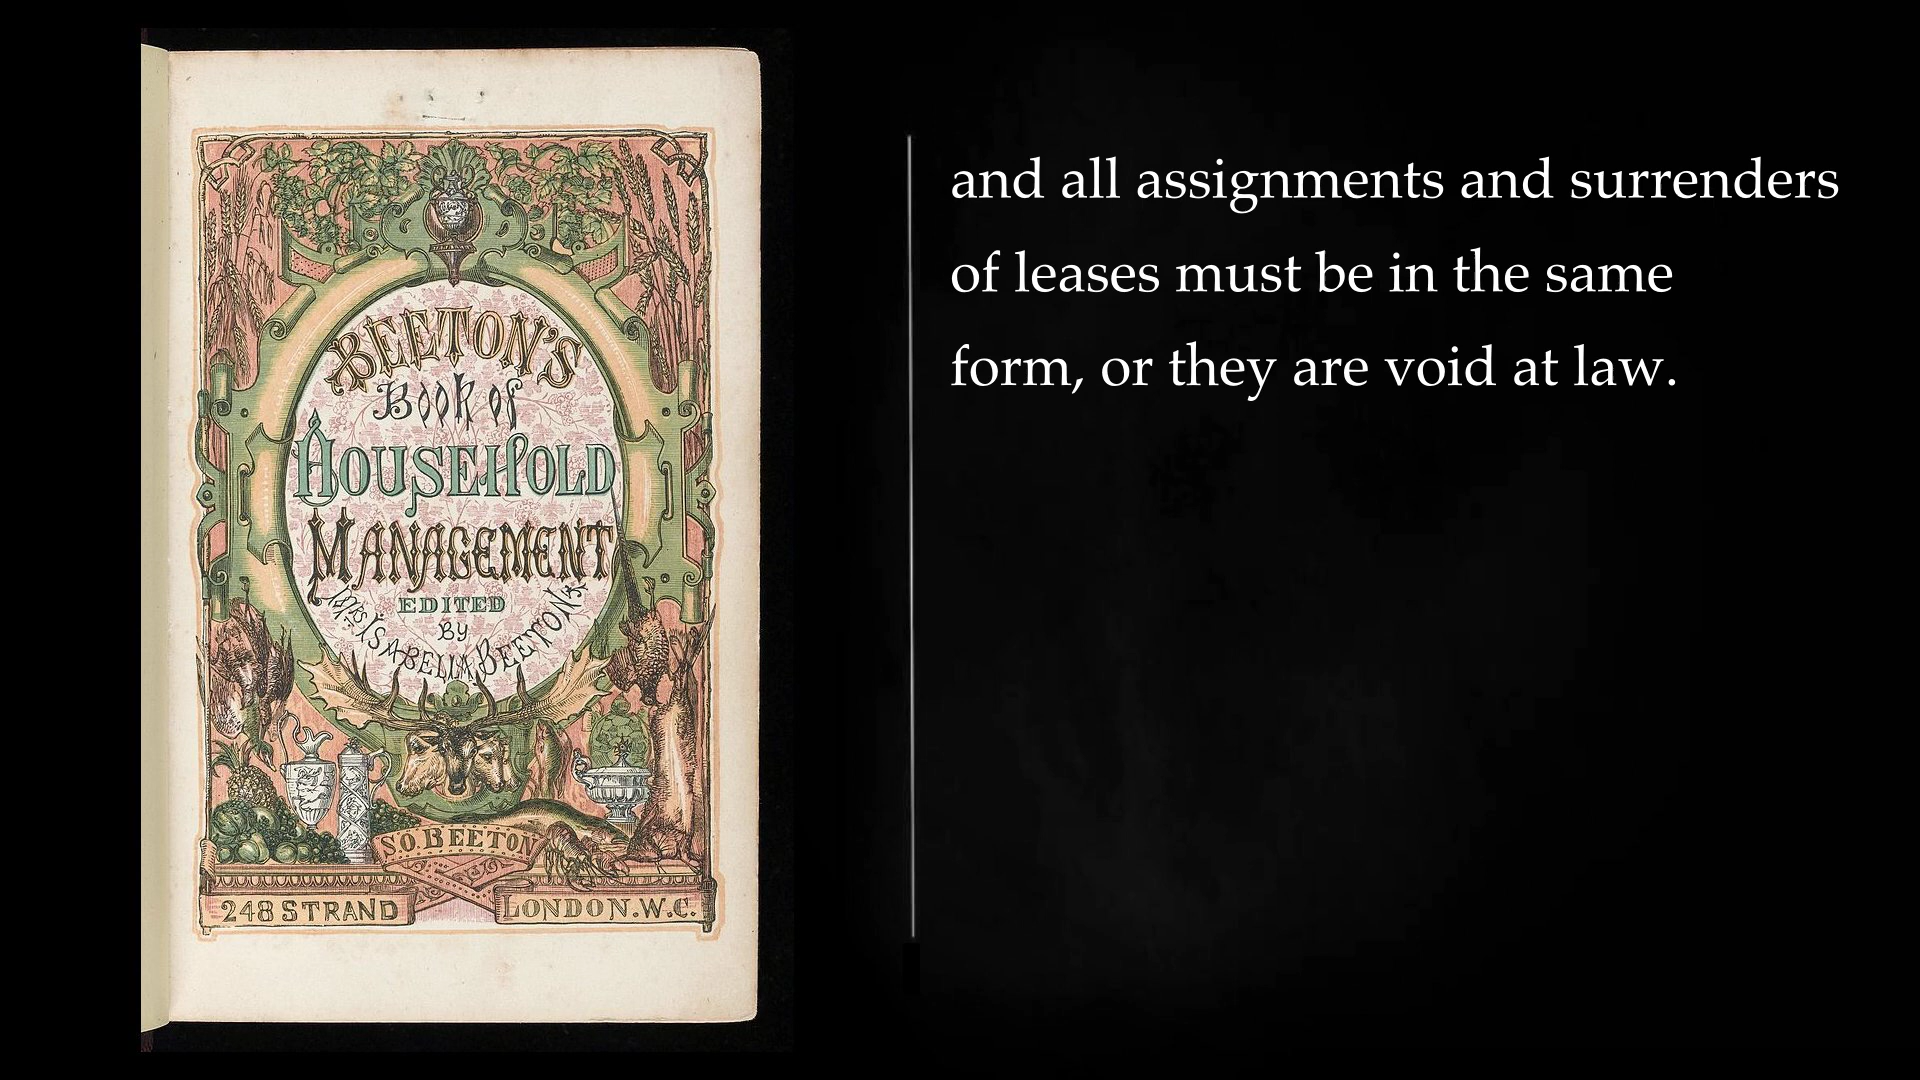 BEETON'S
Book of
HOUSEHOLD
MANAGEMENT
EDITED
BY
MRS ISABELLA BEETON
S.O. BEETON
248 STRAND
LONDON. W.C.
and all assignments and surrenders
of leases must be in the same
form, or they are void at law.